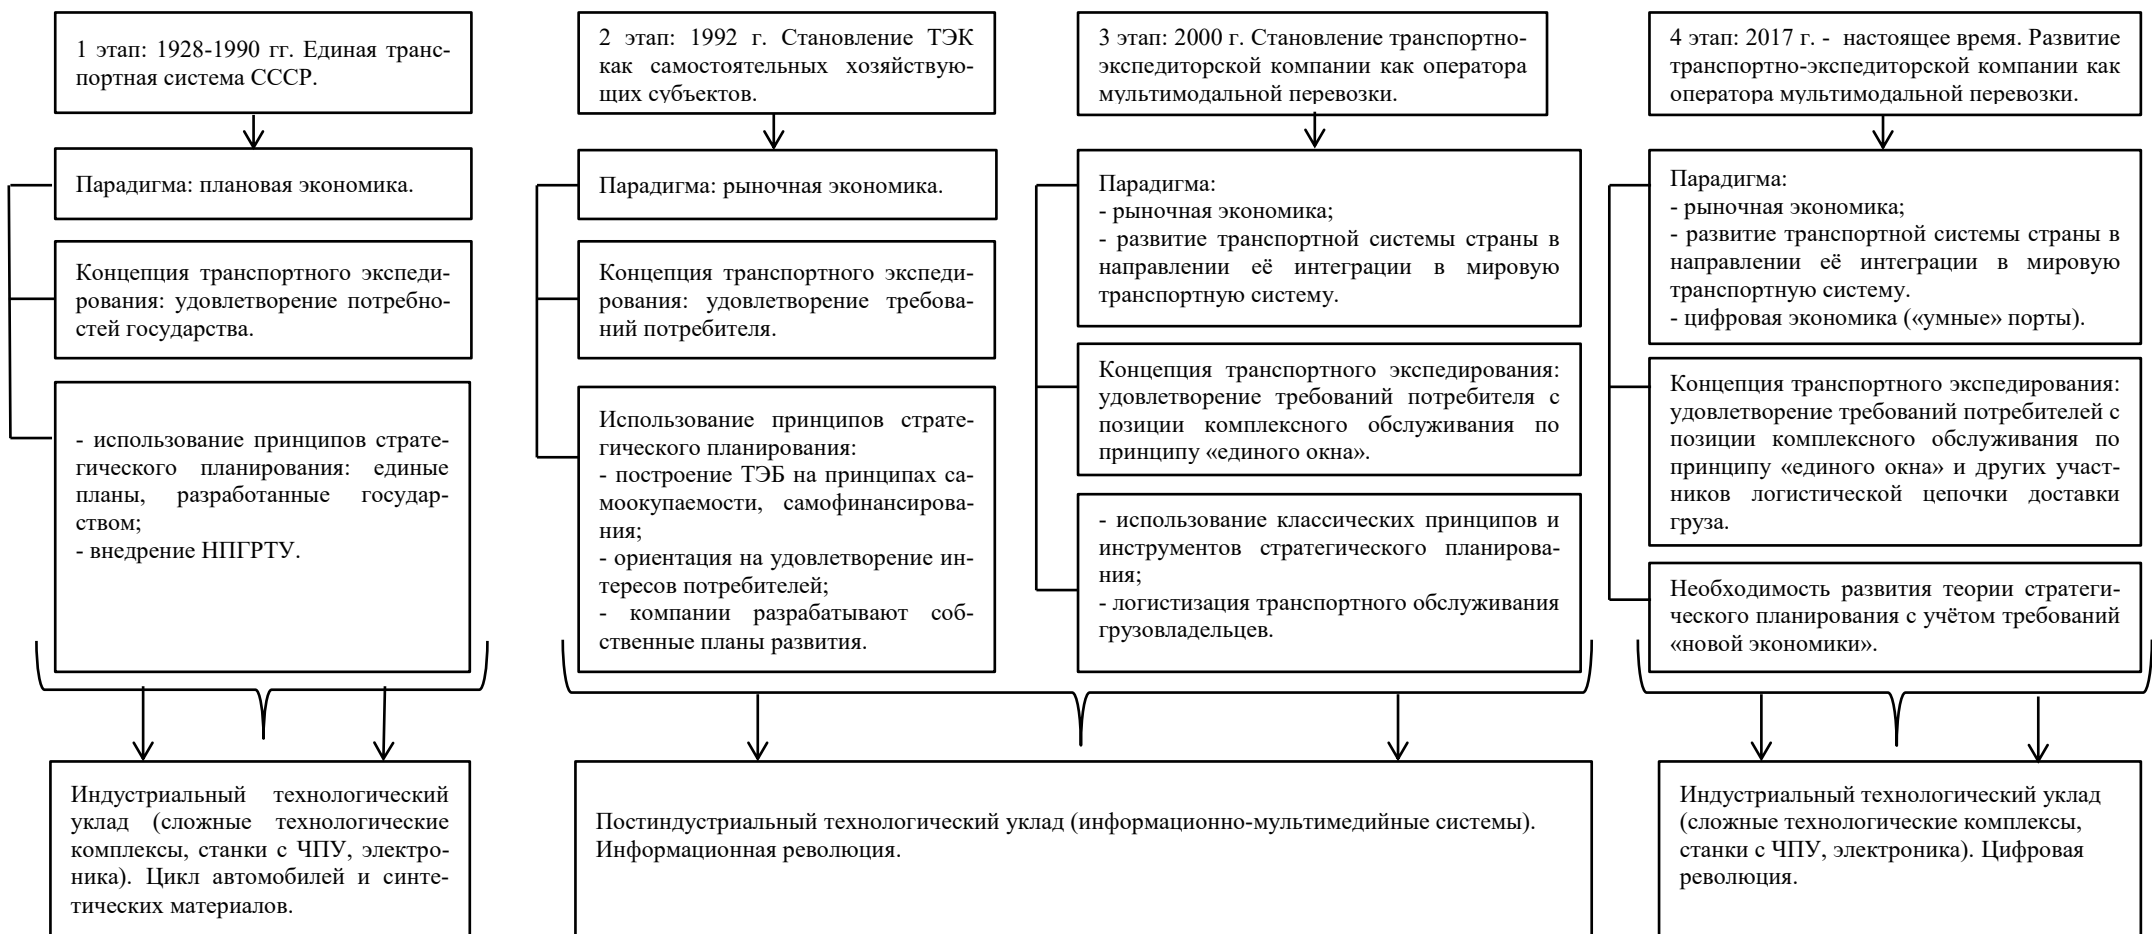 1 этап: 1928-1990 гг. Единая транс-
портная система СССР.
Парадигма: плановая экономика.
Концепция транспортного экспеди-
рования: удовлетворение потребно-
стей государства.
- использование принципов страте-
гического планирования: единые
планы, разработанные государ-
ством;
- внедрение НПГРТУ.
Индустриальный технологический
уклад (сложные технологические
комплексы, станки с ЧПУ, электро-
ника). Цикл автомобилей и синте-
тических материалов.
2 этап: 1992 г. Становление ТЭК
как самостоятельных хозяйствую-
щих субъектов.
Парадигма: рыночная экономика.
Концепция транспортного экспеди-
рования: удовлетворение требова-
ний потребителя.
Использование принципов страте-
гического планирования:
- построение ТЭБ на принципах са-
моокупаемости, самофинансирова-
ния;
- ориентация на удовлетворение ин-
тересов потребителей;
- компании разрабатывают соб-
ственные планы развития.
3 этап: 2000 г. Становление транспортно-
экспедиторской компании как оператора
мультимодальной перевозки.
Парадигма:
- рыночная экономика;
- развитие транспортной системы страны в
направлении её интеграции в мировую
транспортную систему.
Концепция транспортного экспедирования:
удовлетворение требований потребителя с
позиции комплексного обслуживания по
принципу «единого окна».
- использование классических принципов и
инструментов стратегического планирова-
ния;
- логистизация транспортного обслуживания
грузовладельцев.
Постиндустриальный технологический уклад (информационно-мультимедийные системы).
Информационная революция.
4 этап: 2017 г. - настоящее время. Развитие
транспортно-экспедиторской компании как
оператора мультимодальной перевозки.
Парадигма:
- рыночная экономика;
- развитие транспортной системы страны в
направлении её интеграции в мировую
транспортную систему.
- цифровая экономика («умные» порты).
Концепция транспортного экспедирования:
удовлетворение требований потребителей с
позиции комплексного обслуживания по
принципу «единого окна» и других участ-
ников логистической цепочки доставки
груза.
Необходимость развития теории стратеги-
ческого планирования с учётом требований
«новой экономики».
Индустриальный технологический уклад
(сложные технологические комплексы,
станки с ЧПУ, электроника). Цифровая
революция.